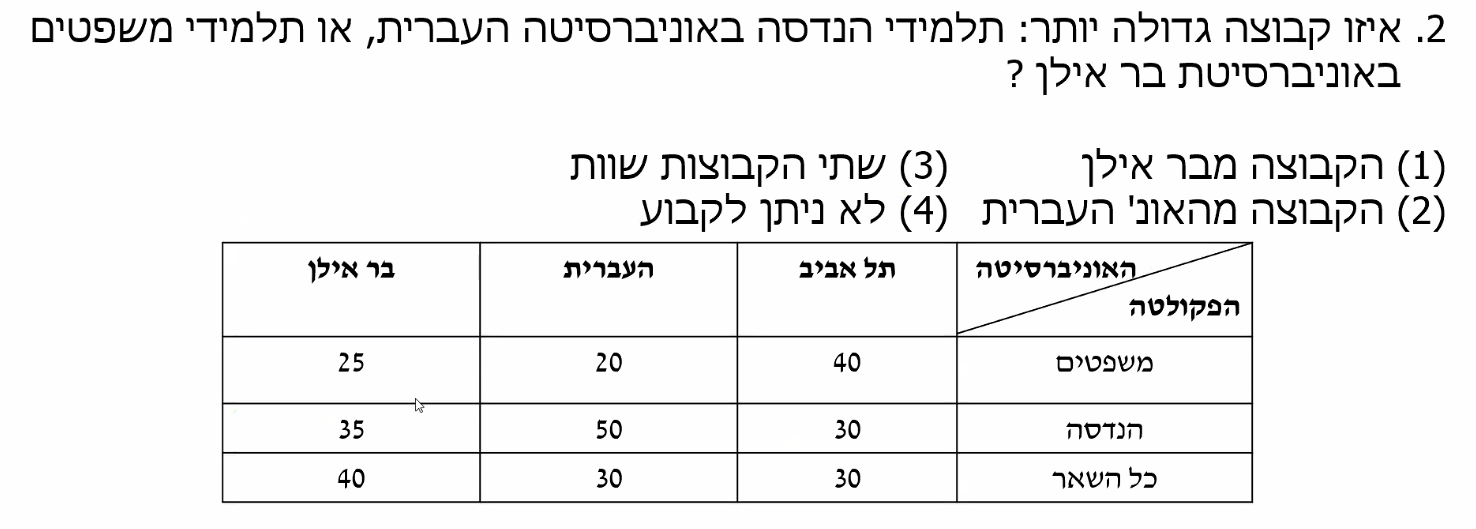 2. איזו קבוצה גדולה יותר: תלמידי הנדסה באוניברסיטה העברית, או תלמידי משפטים
באוניברסיטת בר אילן ?
(1) הקבוצה מבר אילן (3) שתי הקבוצות שוות
(2) הקבוצה מהאונ' העברית (4) לא ניתן לקבוע
האוניברסיטה תל אביב העברית בר אילן
הפקולטה
משפטים 40 20 25
הנדסה 30 50 35
כל השאר 30 30 40